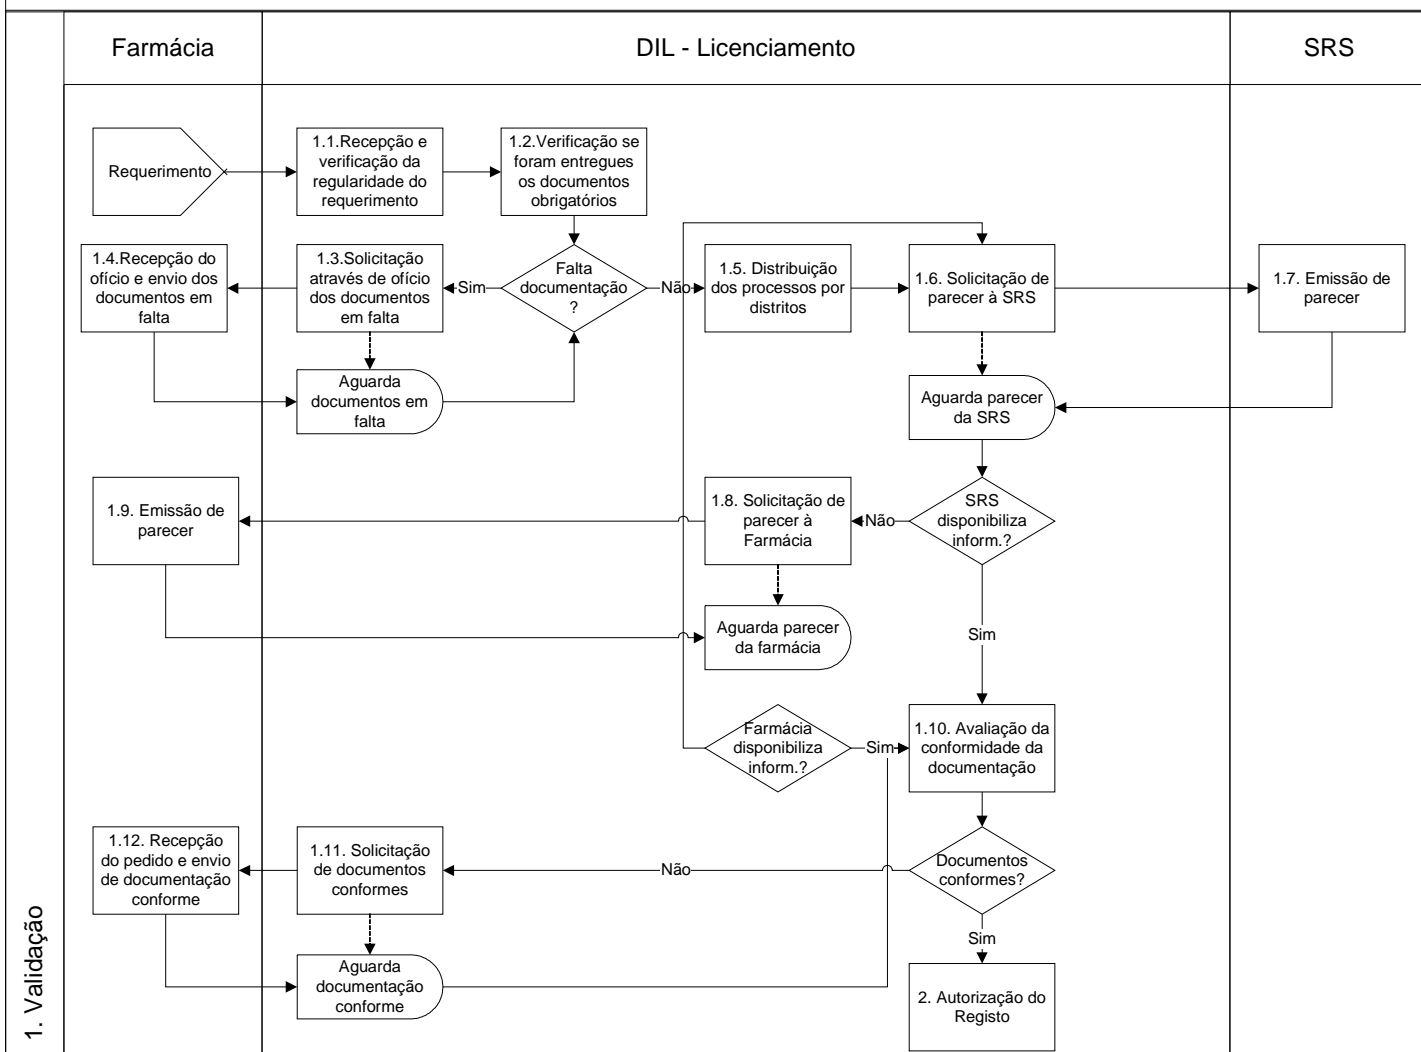 Farmácia
DIL - Licenciamento
SRS
Requerimento
1.1.Recepção e
verificação da
regularidade do
requerimento
1.2.Verificação se
foram entregues
os documentos
obrigatórios
1.4.Recepção do
ofício e envio dos
documentos em
falta
1.3.Solicitação
através de ofício
dos documentos
em falta
Sim
Falta
documentação
?
Não
1.5. Distribuição
dos processos por
distritos
1.6. Solicitação de
parecer à SRS
1.7. Emissão de
parecer
Aguarda
documentos em
falta
Aguarda parecer
da SRS
1.9. Emissão de
parecer
1.8. Solicitação de
parecer à
Farmácia
Não
SRS
disponibiliza
inform.?
Aguarda parecer
da farmácia
Sim
Farmácia
disponibiliza
inform.?
Sim
1.10. Avaliação da
conformidade da
documentação
1.12. Recepção
do pedido e envio
de documentação
conforme
1.11. Solicitação
de documentos
conformes
Não
Documentos
conformes?
Sim
Aguarda
documentação
conforme
2. Autorização do
Registo
1. Validação